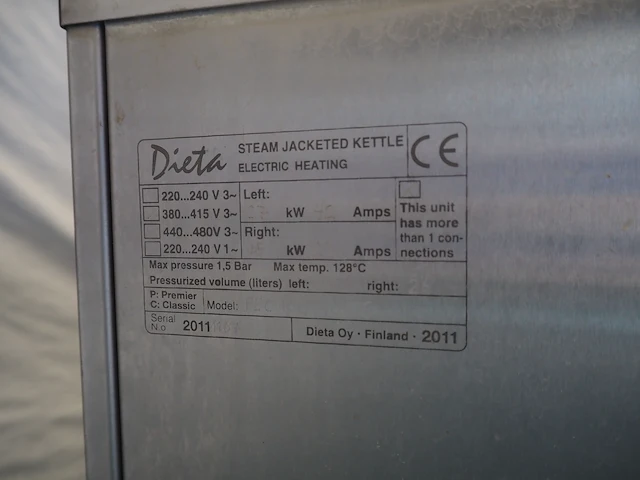 Dieta STEAM JACKETED KETTLE
ELECTRIC HEATING
CE
220...240 V 3~ Left:
380...415 V 3~ kW Amps
440...480V 3~ Right:
220...240 V 1~ kW Amps
This unit
has more
than 1 con-
nections
Max pressure 1,5 Bar Max temp. 128°C
Pressurized volume (liters) left: right:
P: Premier
C: Classic Model:
Serial
N.o 2011
Dieta Oy · Finland · 2011